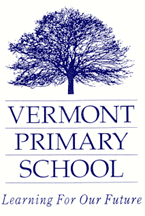 VERMONT
PRIMARY
SCHOOL
Learning For Our Future